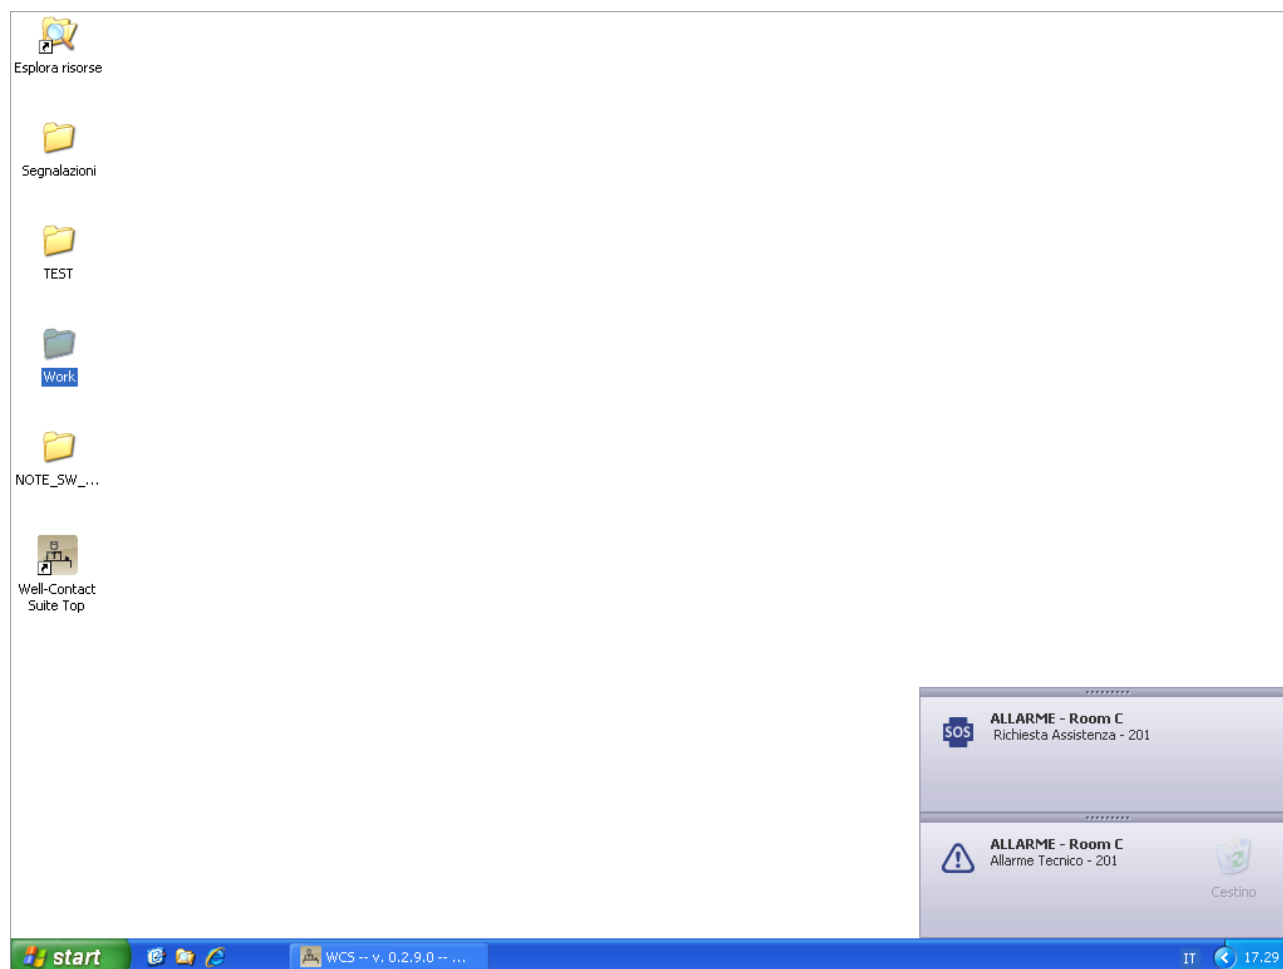 Esplora risorse
Segnalazioni
TEST
Work
NOTE_SW_...
Well-Contact
Suite Top
SOS
ALLARME - Room C
Richiesta Assistenza - 201
ALLARME - Room C
Allarme Tecnico - 201
Cestino
start
WCS -- v. 0.2.9.0 -- ...
IT
17.29